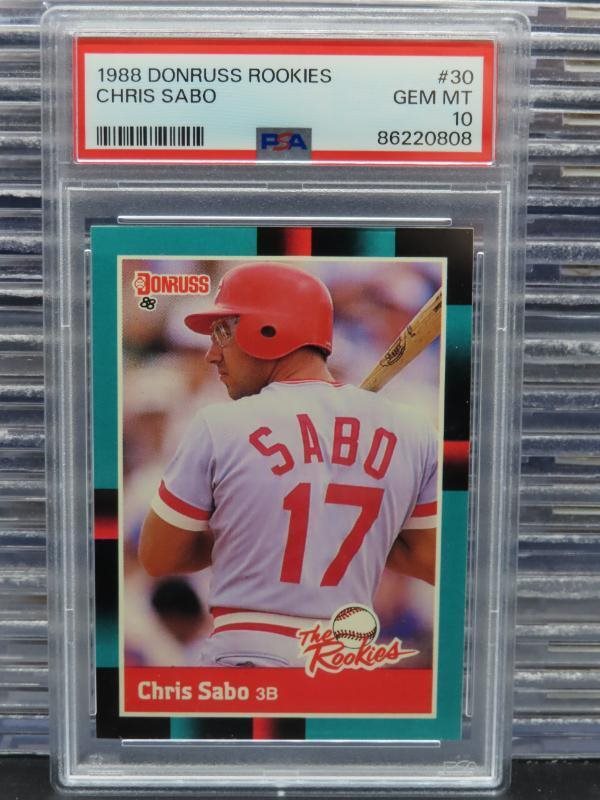 1988 DONRUSS ROOKIES #30
CHRIS SABO GEM MT
10
PSA 86220808
DONRUSS
88
SABO
17
The
Rookies
Chris Sabo 3B